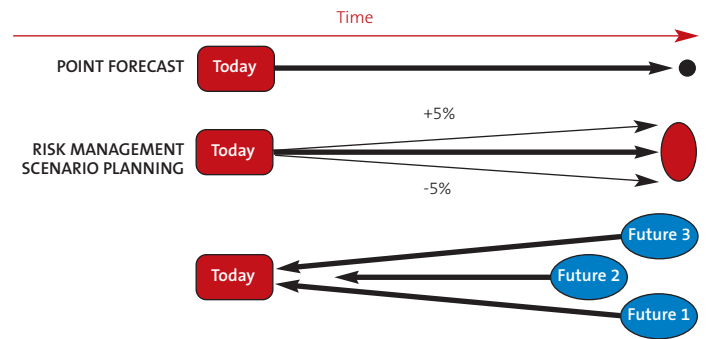 Time
POINT FORECAST
Today
+5%
RISK MANAGEMENT
SCENARIO PLANNING
Today
-5%
Future 3
Today
Future 2
Future 1